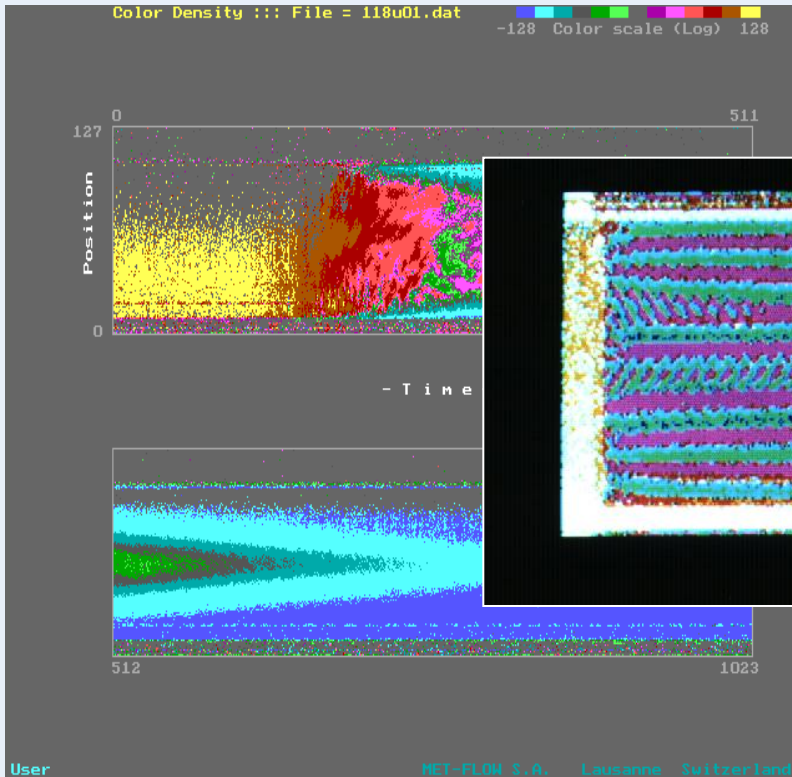 Color Density ::: File = 118u01.dat
-128 Color scale (Log) 128
0 511
127
Position
0
-Time
512 1023
User MET-FLOW S.A. Lausanne Switzerland